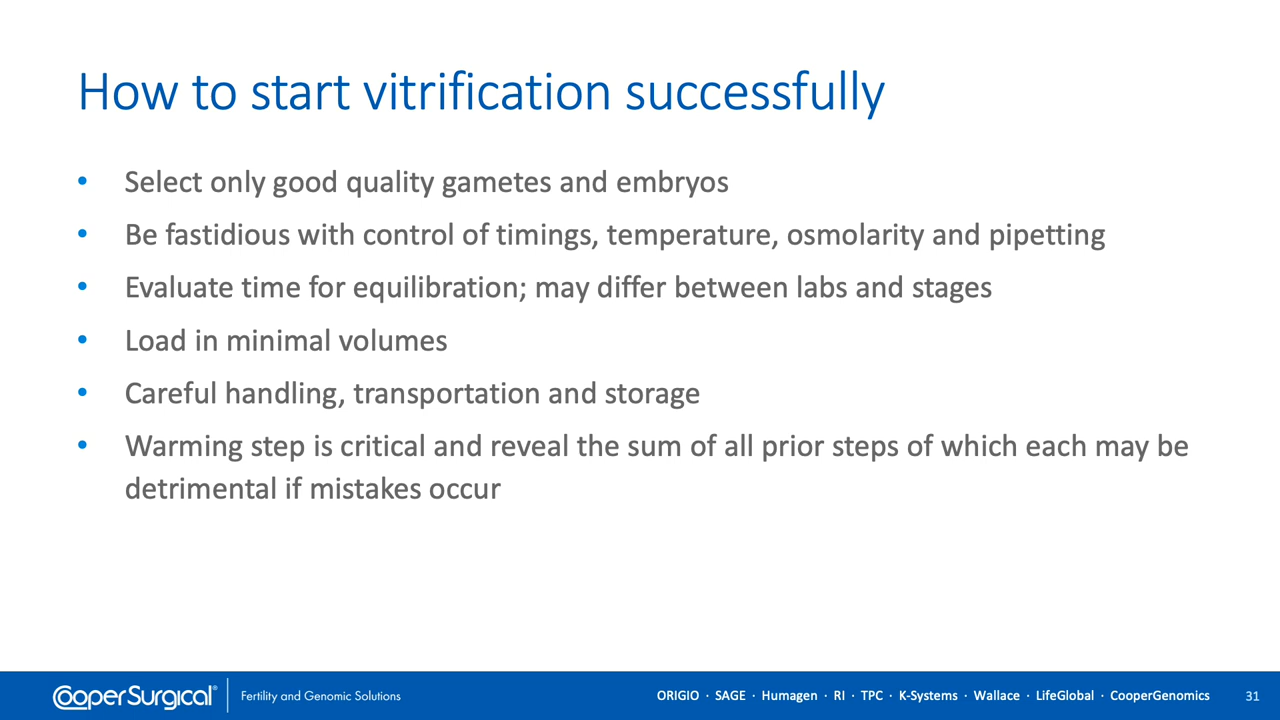 How to start vitrification successfully
• Select only good quality gametes and embryos
• Be fastidious with control of timings, temperature, osmolarity and pipetting
• Evaluate time for equilibration; may differ between labs and stages
• Load in minimal volumes
• Careful handling, transportation and storage
• Warming step is critical and reveal the sum of all prior steps of which each may be
detrimental if mistakes occur
CooperSurgical® Fertility and Genomic Solutions ORIGIO · SAGE · Humagen · RI · TPC · K-Systems · Wallace · LifeGlobal · CooperGenomics 31